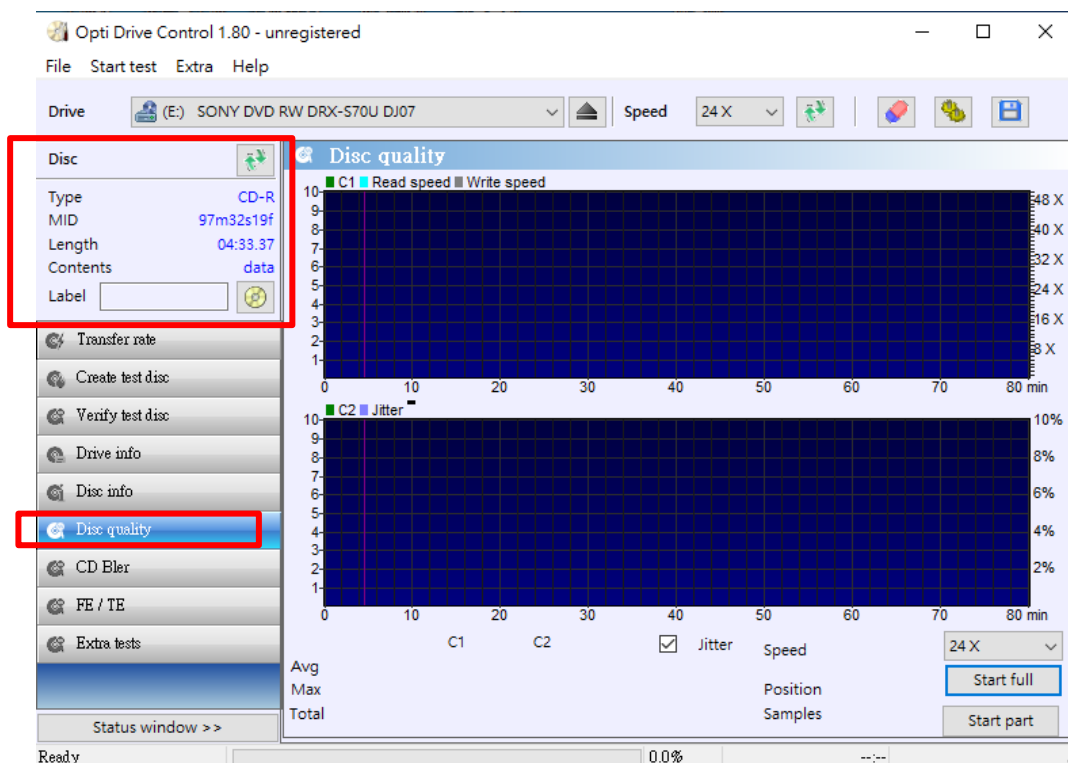 Opti Drive Control 1.80 - unregistered
File Start test Extra Help
Drive (E:) SONY DVD RW DRX-S70U DJ07 Speed 24 X
Disc
Type CD-R
MID 97m32s19f
Length 04:33.37
Contents data
Label
Transfer rate
Create test disc
Verify test disc
Drive info
Disc info
Disc quality
CD Bler
FE / TE
Extra tests
Status window >>
Disc quality
C1 Read speed Write speed
10 48 X
9
8 40 X
7
6 32 X
5 24 X
4
3 16 X
2 8 X
1
0 10 20 30 40 50 60 70 80 min
C2 Jitter
10 10%
9
8 8%
7
6 6%
5
4 4%
3
2 2%
1
0 10 20 30 40 50 60 70 80 min
C1 C2 Jitter Speed 24 X
Avg
Max Position Start full
Total Samples Start part
Ready 0.0% --:--